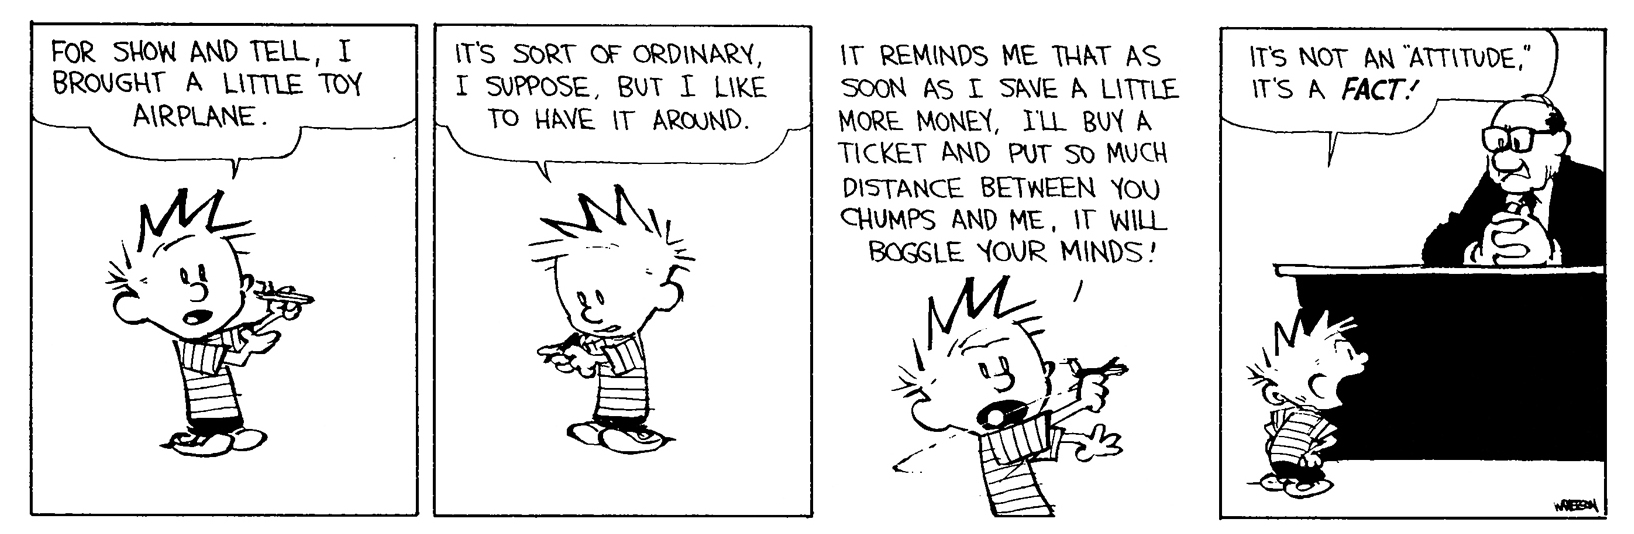 FOR SHOW AND TELL, I
BROUGHT A LITTLE TOY
AIRPLANE.
IT'S SORT OF ORDINARY,
I SUPPOSE, BUT I LIKE
TO HAVE IT AROUND.
IT REMINDS ME THAT AS
SOON AS I SAVE A LITTLE
MORE MONEY, I'LL BUY A
TICKET AND PUT SO MUCH
DISTANCE BETWEEN YOU
CHUMPS AND ME, IT WILL
BOGGLE YOUR MINDS!
IT'S NOT AN "ATTITUDE,"
IT'S A FACT!
WATTERSON